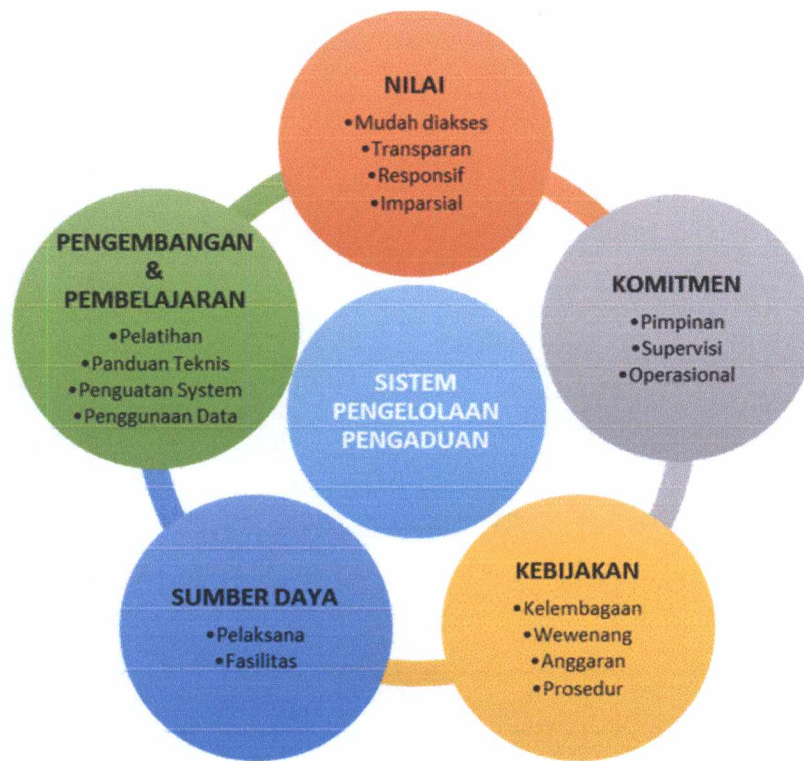 NILAI
•Mudah diakses
•Transparan
•Responsif
•Imparsial
KOMITMEN
•Pimpinan
•Supervisi
•Operasional
KEBIJAKAN
•Kelembagaan
•Wewenang
•Anggaran
•Prosedur
SUMBER DAYA
•Pelaksana
•Fasilitas
PENGEMBANGAN
&
PEMBELAJARAN
•Pelatihan
•Panduan Teknis
•Penguatan System
•Penggunaan Data
SISTEM
PENGELOLAAN
PENGADUAN